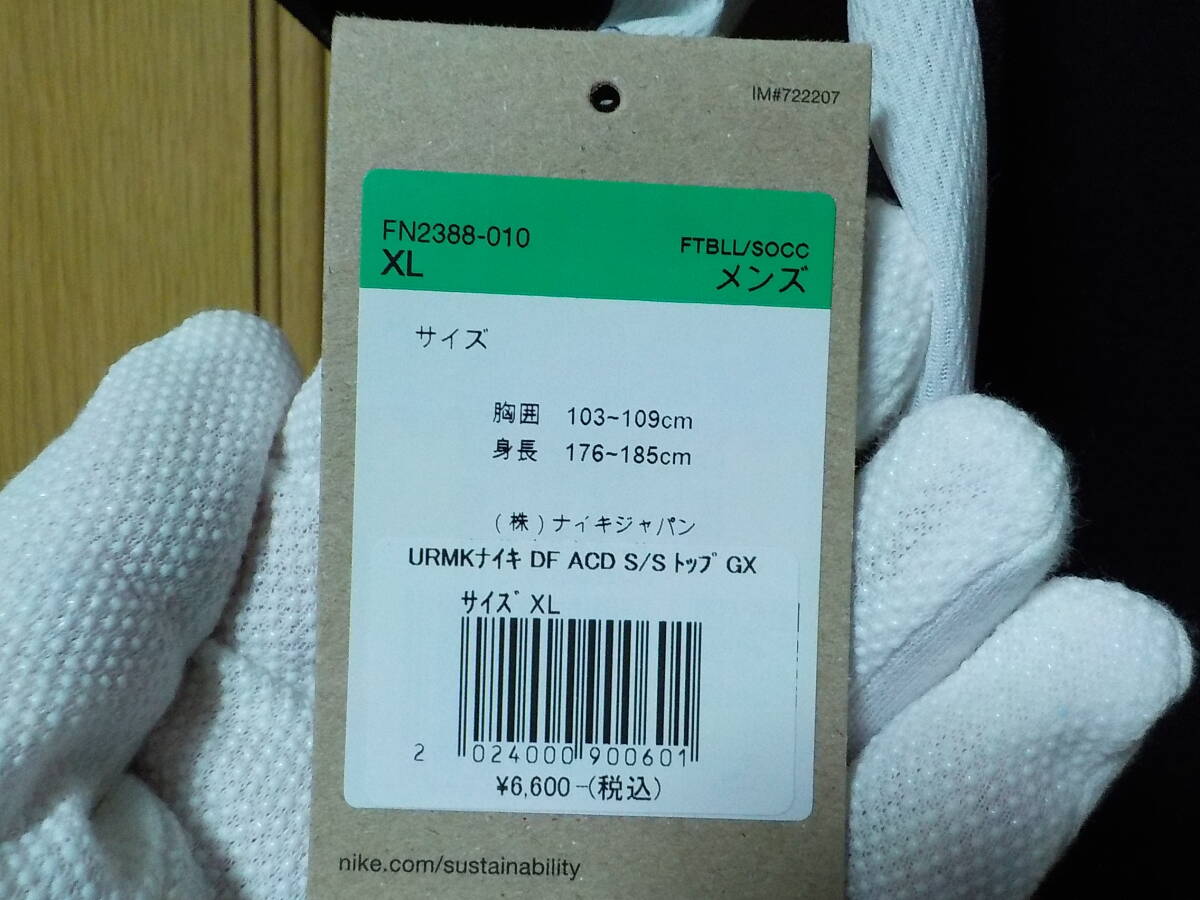 IM#722207
FN2388-010
FTBLL/SOCC
XL
メンズ
サイズ
胸囲 103~109cm
身長 176~185cm
(株)ナイキジャパン
URMKナイキ DF ACD S/S トップ GX
サイズ XL
2 024000 900601
¥6,600-(税込)
nike.com/sustainability